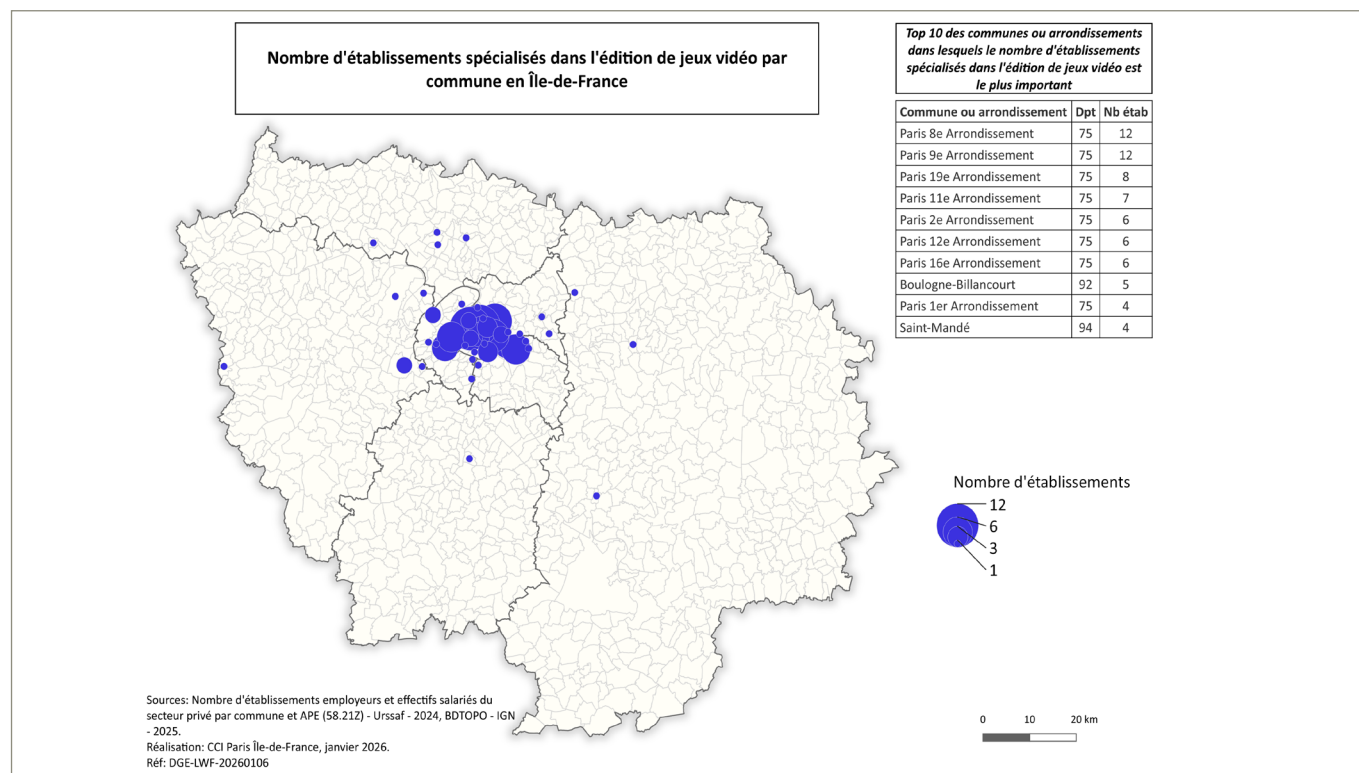 Nombre d'établissements spécialisés dans l'édition de jeux vidéo par
commune en Île-de-France
Top 10 des communes ou arrondissements
dans lesquels le nombre d'établissements
spécialisés dans l'édition de jeux vidéo est
le plus important
Commune ou arrondissement Dpt Nb étab
Paris 8e Arrondissement 75 12
Paris 9e Arrondissement 75 12
Paris 19e Arrondissement 75 8
Paris 11e Arrondissement 75 7
Paris 2e Arrondissement 75 6
Paris 12e Arrondissement 75 6
Paris 16e Arrondissement 75 6
Boulogne-Billancourt 92 5
Paris 1er Arrondissement 75 4
Saint-Mandé 94 4
Nombre d'établissements
12
6
3
1
Sources: Nombre d'établissements employeurs et effectifs salariés du
secteur privé par commune et APE (58.21Z) - Urssaf - 2024, BDTOPO - IGN
- 2025.
Réalisation: CCI Paris Île-de-France, janvier 2026.
Réf: DGE-LWF-20260106
0 10 20 km